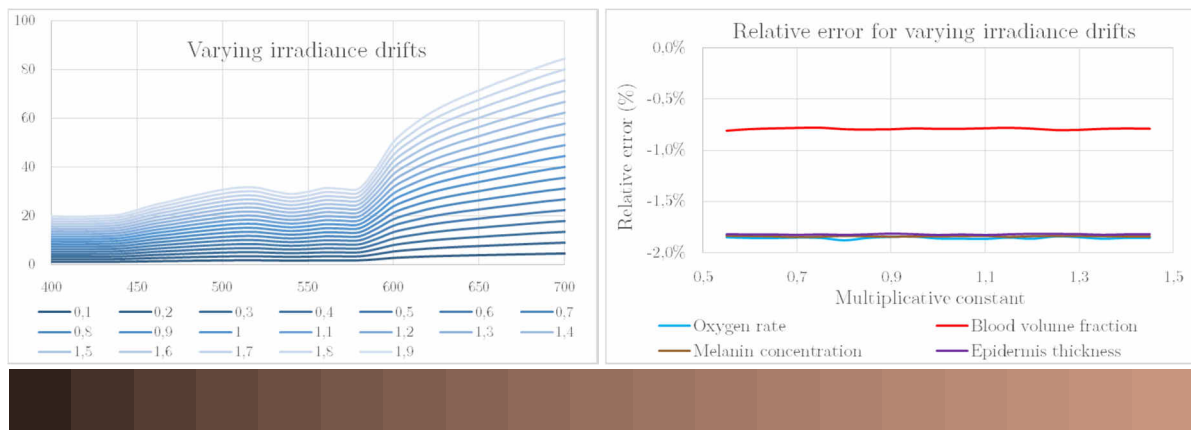 Varying irradiance drifts
100
80
60
40
20
0
400 450 500 550 600 650 700
0,1 0,2 0,3 0,4 0,5 0,6 0,7
0,8 0,9 1 1,1 1,2 1,3 1,4
1,5 1,6 1,7 1,8 1,9
Relative error for varying irradiance drifts
0,0%
-0,5%
-1,0%
-1,5%
-2,0%
Relative error (%)
0,5 0,7 0,9 1,1 1,3 1,5
Multiplicative constant
Oxygen rate Blood volume fraction
Melanin concentration Epidermis thickness